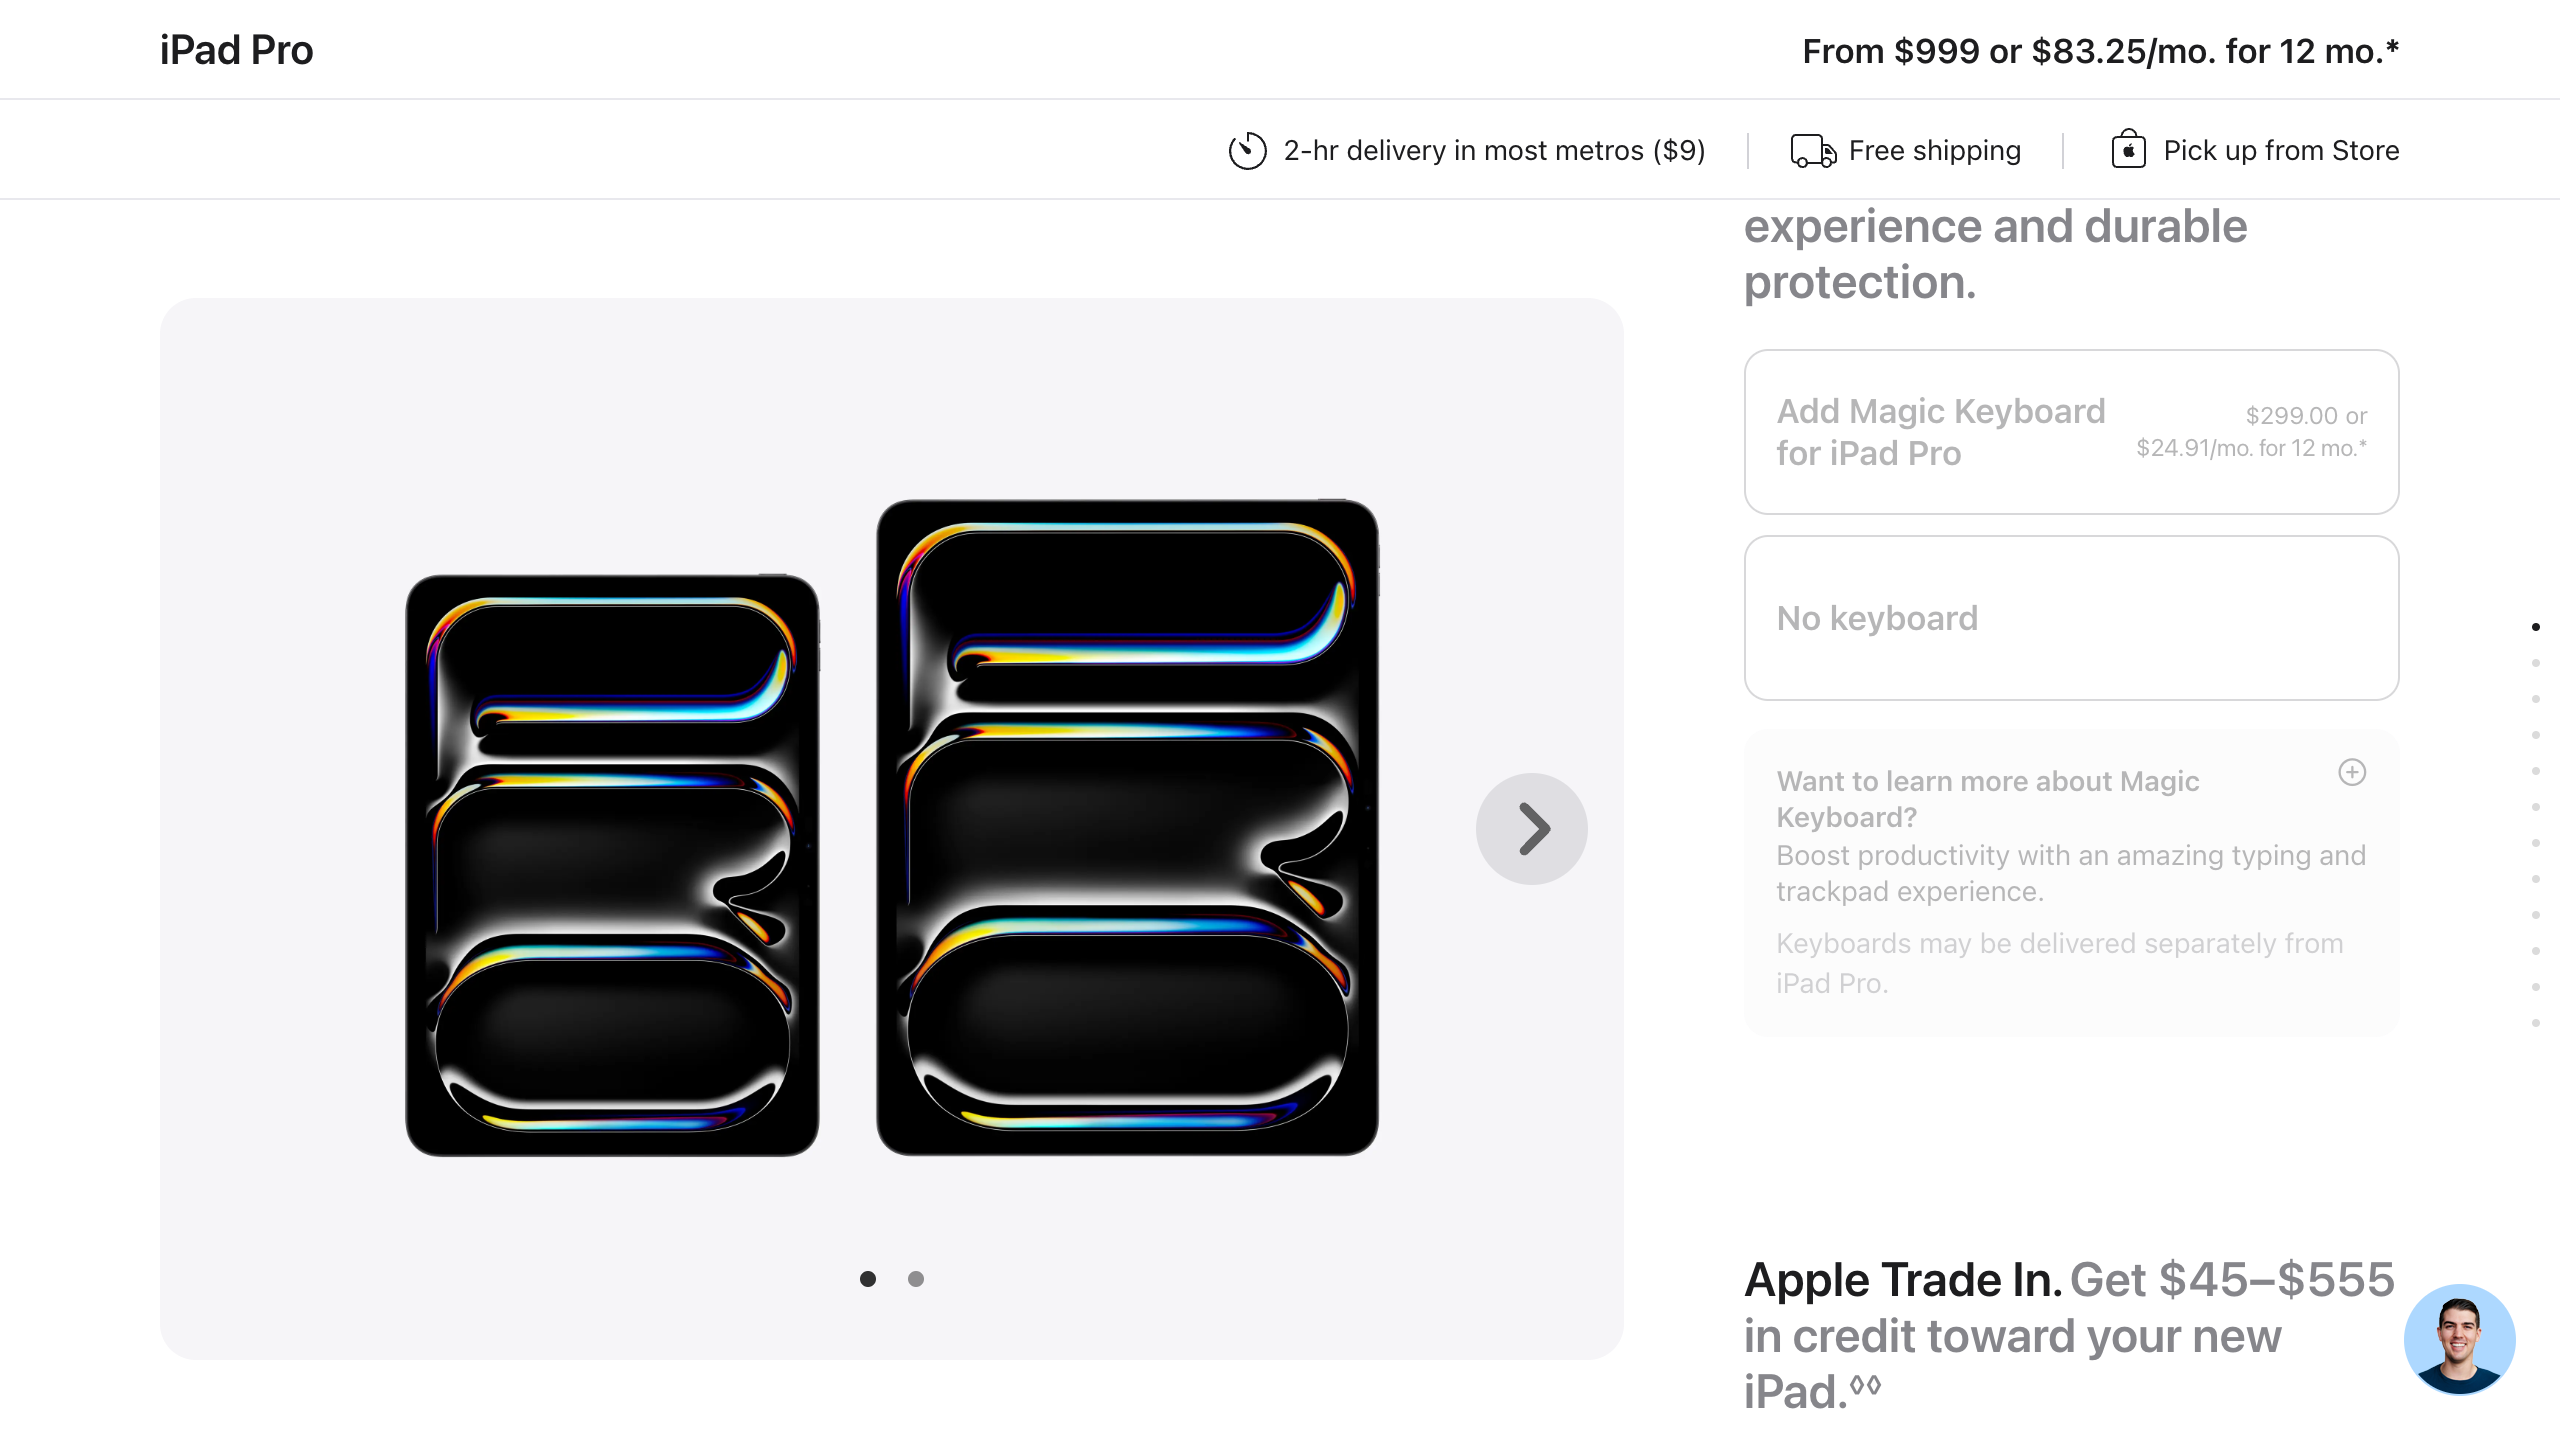 iPad Pro
From $999 or $83.25/mo. for 12 mo.*
2-hr delivery in most metros ($9)
Free shipping
Pick up from Store
experience and durable
protection.
Add Magic Keyboard
for iPad Pro
$299.00 or
$24.91/mo. for 12 mo.*
No keyboard
Want to learn more about Magic
Keyboard?
Boost productivity with an amazing typing and
trackpad experience.
Keyboards may be delivered separately from
iPad Pro.
Apple Trade In. Get $45–$555
in credit toward your new
iPad.◊◊